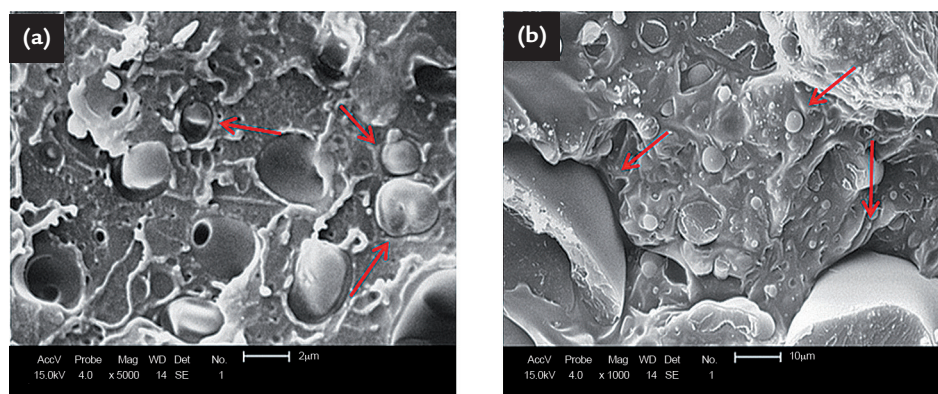 (a)
AccV Probe Mag WD Det No. 2μm
15.0kV 4.0 x 5000 14 SE 1
(b)
AccV Probe Mag WD Det No. 10μm
15.0kV 4.0 x 1000 14 SE 1